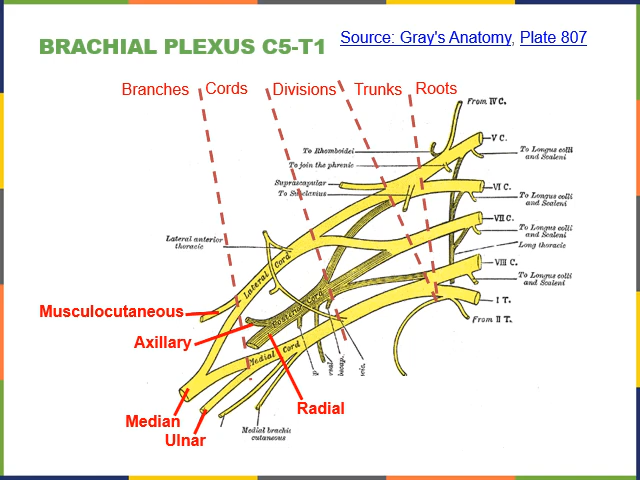 BRACHIAL PLEXUS C5-T1
Source: Gray's Anatomy, Plate 807
Branches Cords Divisions Trunks Roots
From IV C.
V C.
To Rhomboidei
To Longus colli
and Scaleni
To join the phrenic
Suprascapular
To Subclavius
VI C.
To Longus colli
and Scaleni
VII C.
To Longus colli
and Scaleni
Lateral anterior
thoracic
Long thoracic
VIII C.
Lateral Cord
To Longus colli
and Scaleni
I T.
Musculocutaneous
Posterior Cord
From II T.
Axillary
Medial Cord
Radial
Median
Ulnar
Medial brachic
cutaneous